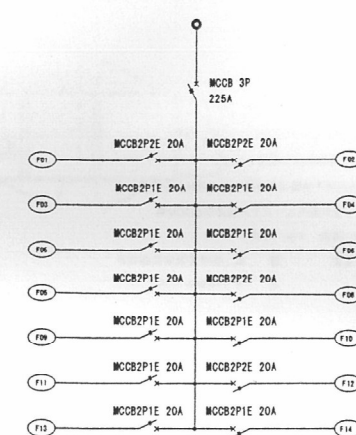 MCCB 3P
225A
MCCB2P2E 20A MCCB2P2E 20A
F01 F02
MCCB2P1E 20A MCCB2P1E 20A
F03 F04
MCCB2P1E 20A MCCB2P1E 20A
MCCB2P1E 20A MCCB2P2E 20A
F08
MCCB2P1E 20A MCCB2P1E 20A
F09 F10
MCCB2P1E 20A MCCB2P2E 20A
F11 F12
MCCB2P1E 20A MCCB2P1E 20A
F13 F14